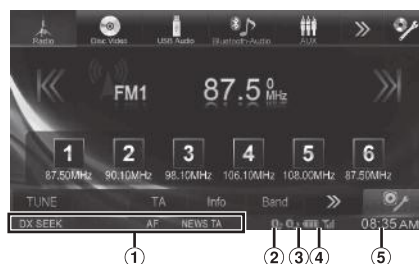 Radio Disc Video USB Audio Bluetooth-Audio AUX
FM1 87.5 0 MHz
1 2 3 4 5 6
87.50MHz 90.10MHz 98.10MHz 106.10MHz 108.00MHz 87.50MHz
TUNE TA Info Band
DX SEEK AF NEWS TA 08:35 AM
① ② ③ ④ ⑤